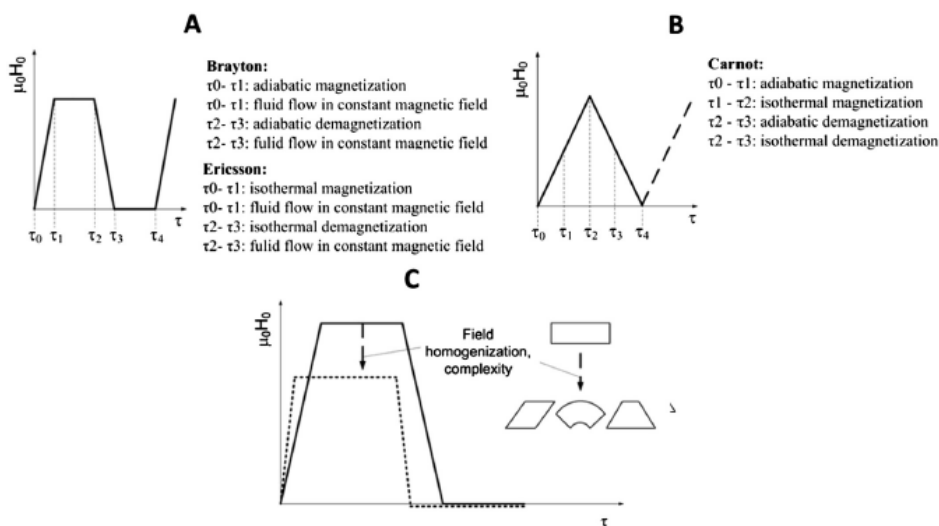 A
μ₀H₀
Brayton:
τ0- τ1: adiabatic magnetization
τ0- τ1: fluid flow in constant magnetic field
τ2- τ3: adiabatic demagnetization
τ2- τ3: fulid flow in constant magnetic field
Ericsson:
τ0- τ1: isothermal magnetization
τ0- τ1: fluid flow in constant magnetic field
τ2- τ3: isothermal demagnetization
τ2- τ3: fulid flow in constant magnetic field
τ
τ₀ τ₁ τ₂ τ₃ τ₄
B
μ₀H₀
Carnot:
τ0 - τ1: adiabatic magnetization
τ1 - τ2: isothermal magnetization
τ2 - τ3: adiabatic demagnetization
τ2 - τ3: isothermal demagnetization
τ
τ₀ τ₁ τ₂ τ₃ τ₄
C
μ₀H₀
Field
homogenization,
complexity
τ